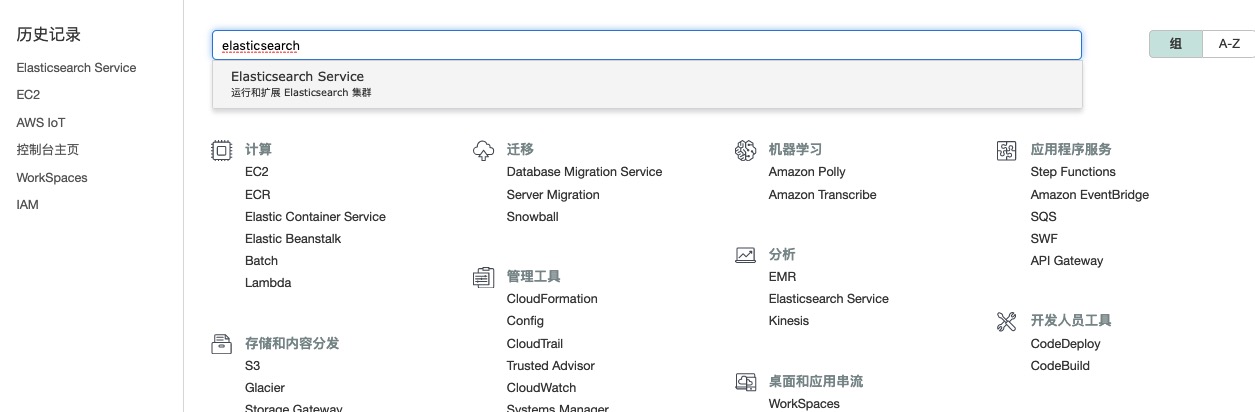 历史记录
Elasticsearch Service
EC2
AWS IoT
控制台主页
WorkSpaces
IAM
elasticsearch
Elasticsearch Service
运行和扩展 Elasticsearch 集群
组
A-Z
计算
EC2
ECR
Elastic Container Service
Elastic Beanstalk
Batch
Lambda
存储和内容分发
S3
Glacier
Storage Gateway
迁移
Database Migration Service
Server Migration
Snowball
管理工具
CloudFormation
Config
CloudTrail
Trusted Advisor
CloudWatch
Systems Manager
机器学习
Amazon Polly
Amazon Transcribe
分析
EMR
Elasticsearch Service
Kinesis
桌面和应用串流
WorkSpaces
应用程序服务
Step Functions
Amazon EventBridge
SQS
SWF
API Gateway
开发人员工具
CodeDeploy
CodeBuild